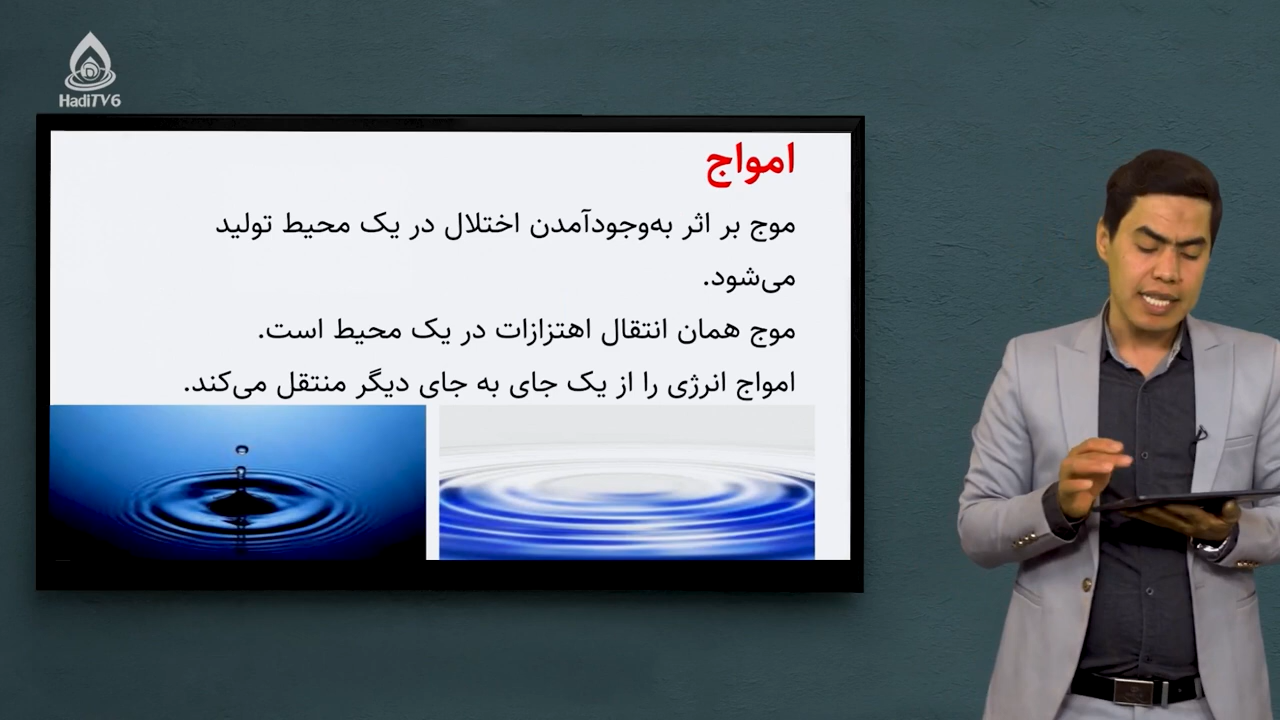 HadiTV6
امواج
موج بر اثر به‌وجودآمدن اختلال در یک محیط تولید
می‌شود.
موج همان انتقال اهتزازات در یک محیط است.
امواج انرژی را از یک جای به جای دیگر منتقل می‌کند.